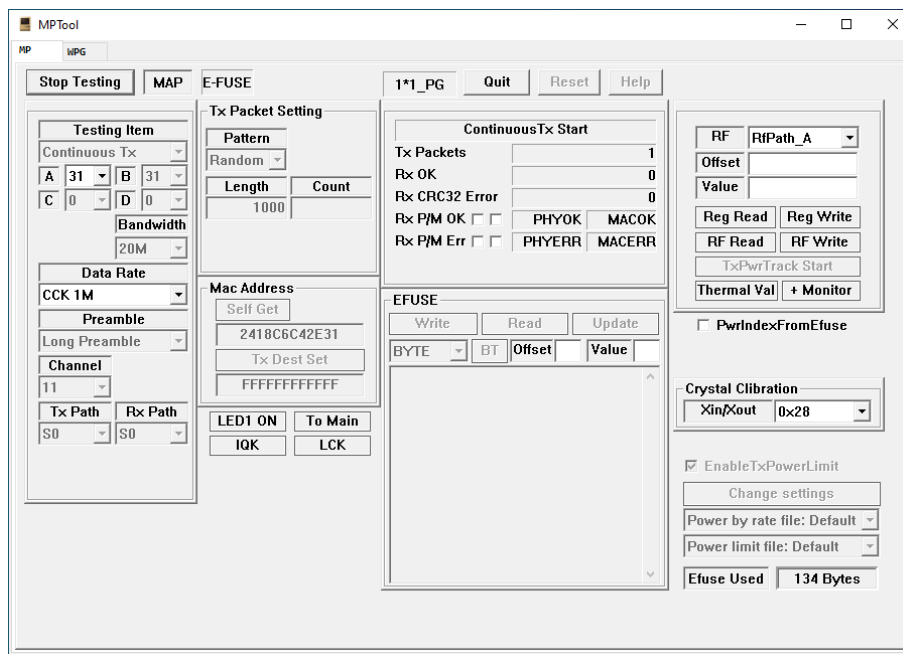 MPTool
MP WPG
Stop Testing MAP E-FUSE 1*1_PG Quit Reset Help
Testing Item
Continuous Tx
A 31 B 31
C 0 D 0
Bandwidth
20M
Data Rate
CCK 1M
Preamble
Long Preamble
Channel
11
Tx Path Rx Path
S0 S0
Tx Packet Setting
Pattern
Random
Length Count
1000
Mac Address
Self Get
2418C6C42E31
Tx Dest Set
FFFFFFFFFFFF
LED1 ON To Main
IQK LCK
ContinuousTx Start
Tx Packets 1
Rx OK 0
Rx CRC32 Error 0
Rx P/M OK PHYOK MACOK
Rx P/M Err PHYERR MACERR
EFUSE
Write Read Update
BYTE BT Offset Value
RF RfPath_A
Offset
Value
Reg Read Reg Write
RF Read RF Write
TxPwrTrack Start
Thermal Val + Monitor
PwrIndexFromEfuse
Crystal Clibration
Xin/Xout 0x28
EnableTxPowerLimit
Change settings
Power by rate file: Default
Power limit file: Default
Efuse Used 134 Bytes